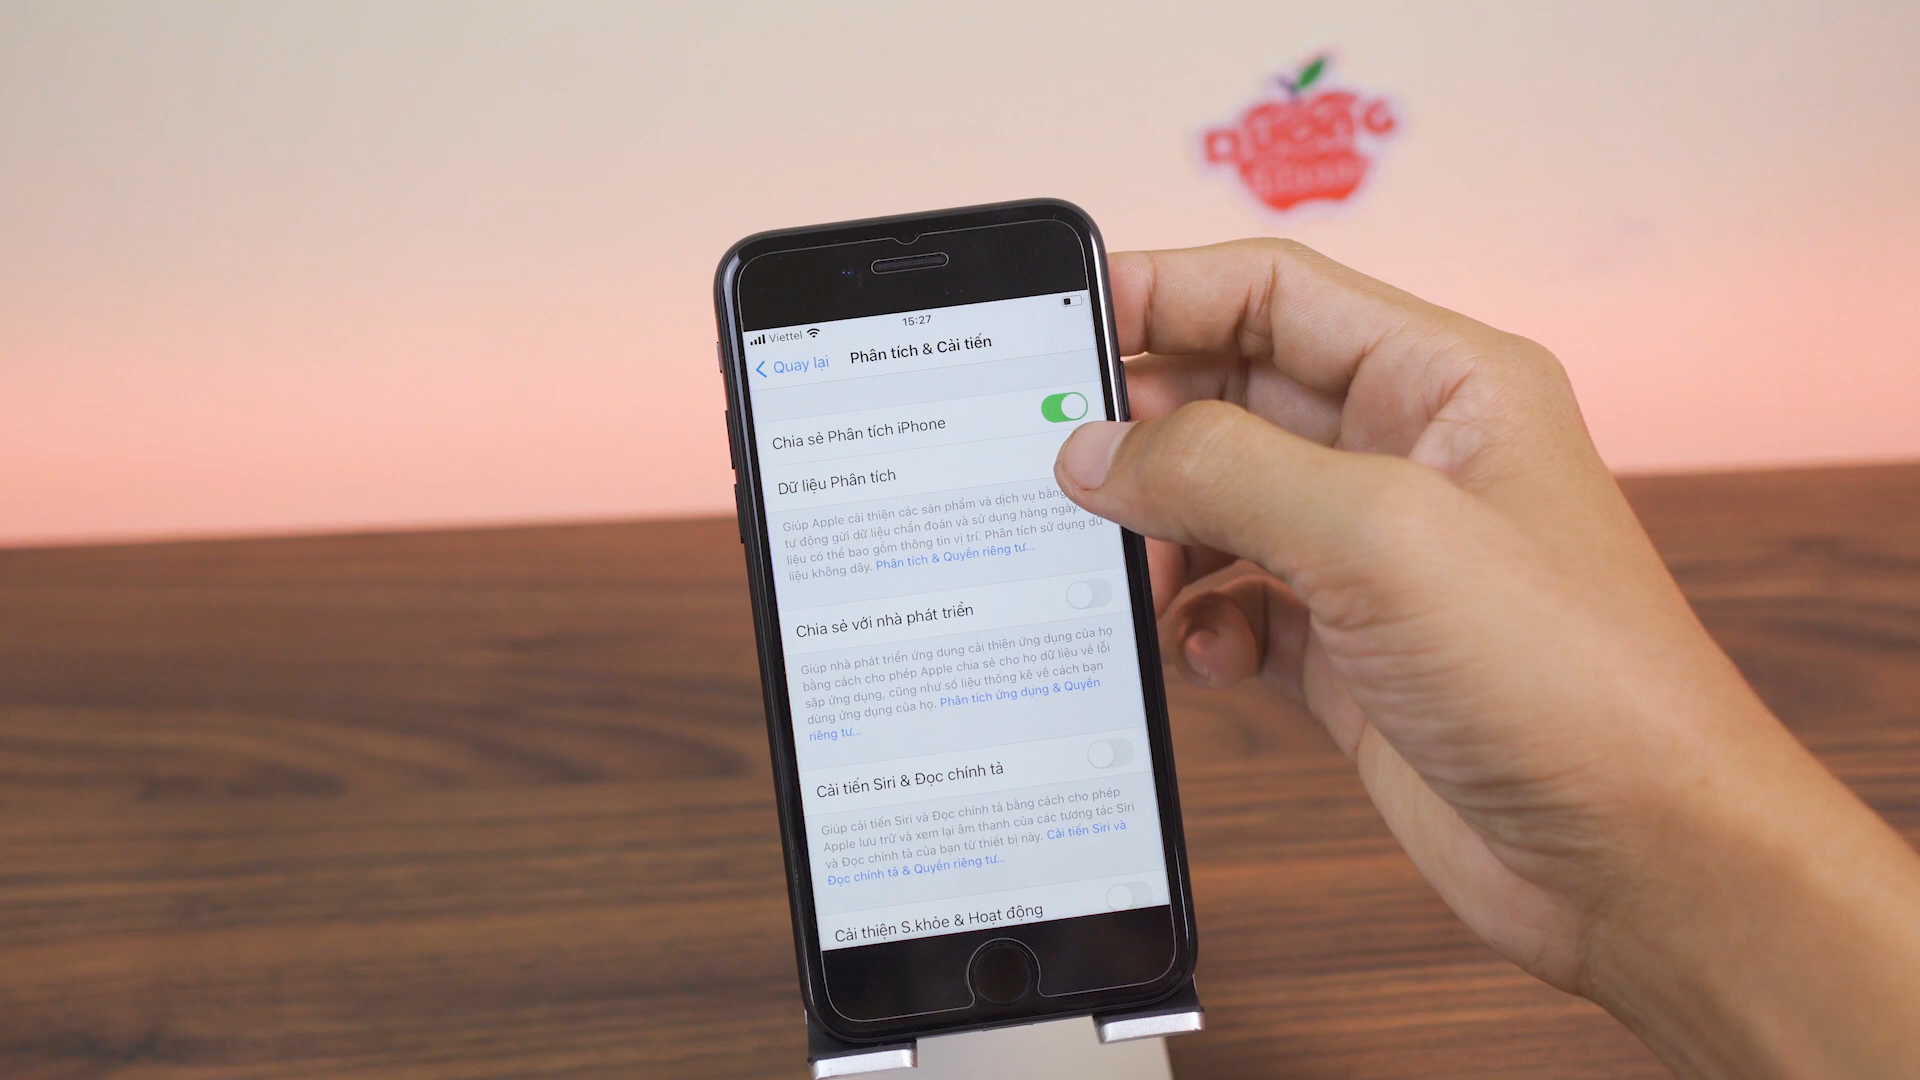 DƯƠNG
Viettel
15:27
Quay lại
Phân tích & Cải tiến
Chia sẻ Phân tích iPhone
Dữ liệu Phân tích
Giúp Apple cải thiện các sản phẩm và dịch vụ bằng
tự động gửi dữ liệu chẩn đoán và sử dụng hàng ngày.
liệu có thể bao gồm thông tin vị trí. Phân tích sử dụng dữ
liệu không dây. Phân tích & Quyền riêng tư...
Chia sẻ với nhà phát triển
Giúp nhà phát triển ứng dụng cải thiện ứng dụng của họ
bằng cách cho phép Apple chia sẻ cho họ dữ liệu về lỗi
sập ứng dụng, cũng như số liệu thống kê về cách bạn
dùng ứng dụng của họ. Phân tích ứng dụng & Quyền
riêng tư...
Cải tiến Siri & Đọc chính tả
Giúp cải tiến Siri và Đọc chính tả bằng cách cho phép
Apple lưu trữ và xem lại âm thanh của các tương tác Siri
và Đọc chính tả của bạn từ thiết bị này. Cải tiến Siri và
Đọc chính tả & Quyền riêng tư...
Cải thiện S.khỏe & Hoạt động